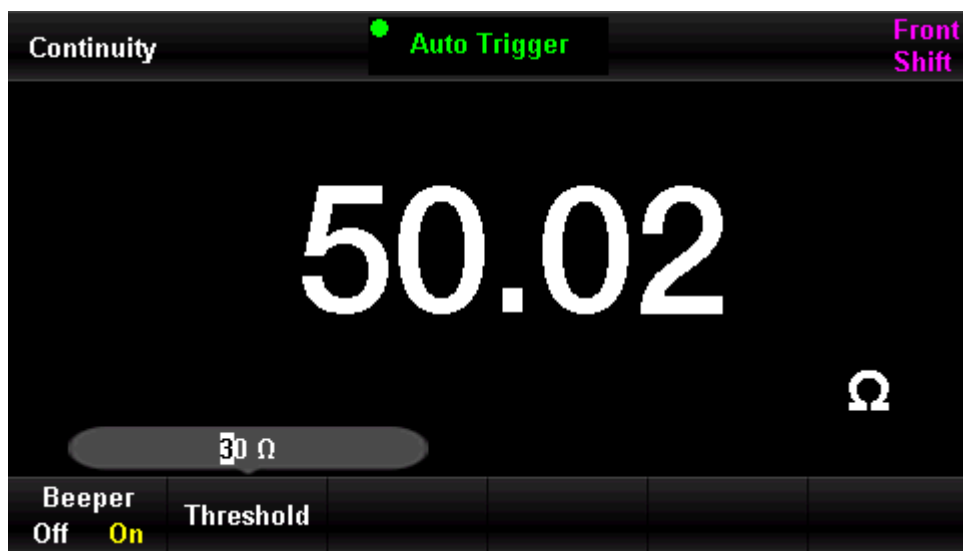 Continuity
Auto Trigger
Front
Shift
50.02
Ω
30 Ω
Beeper
Off On
Threshold